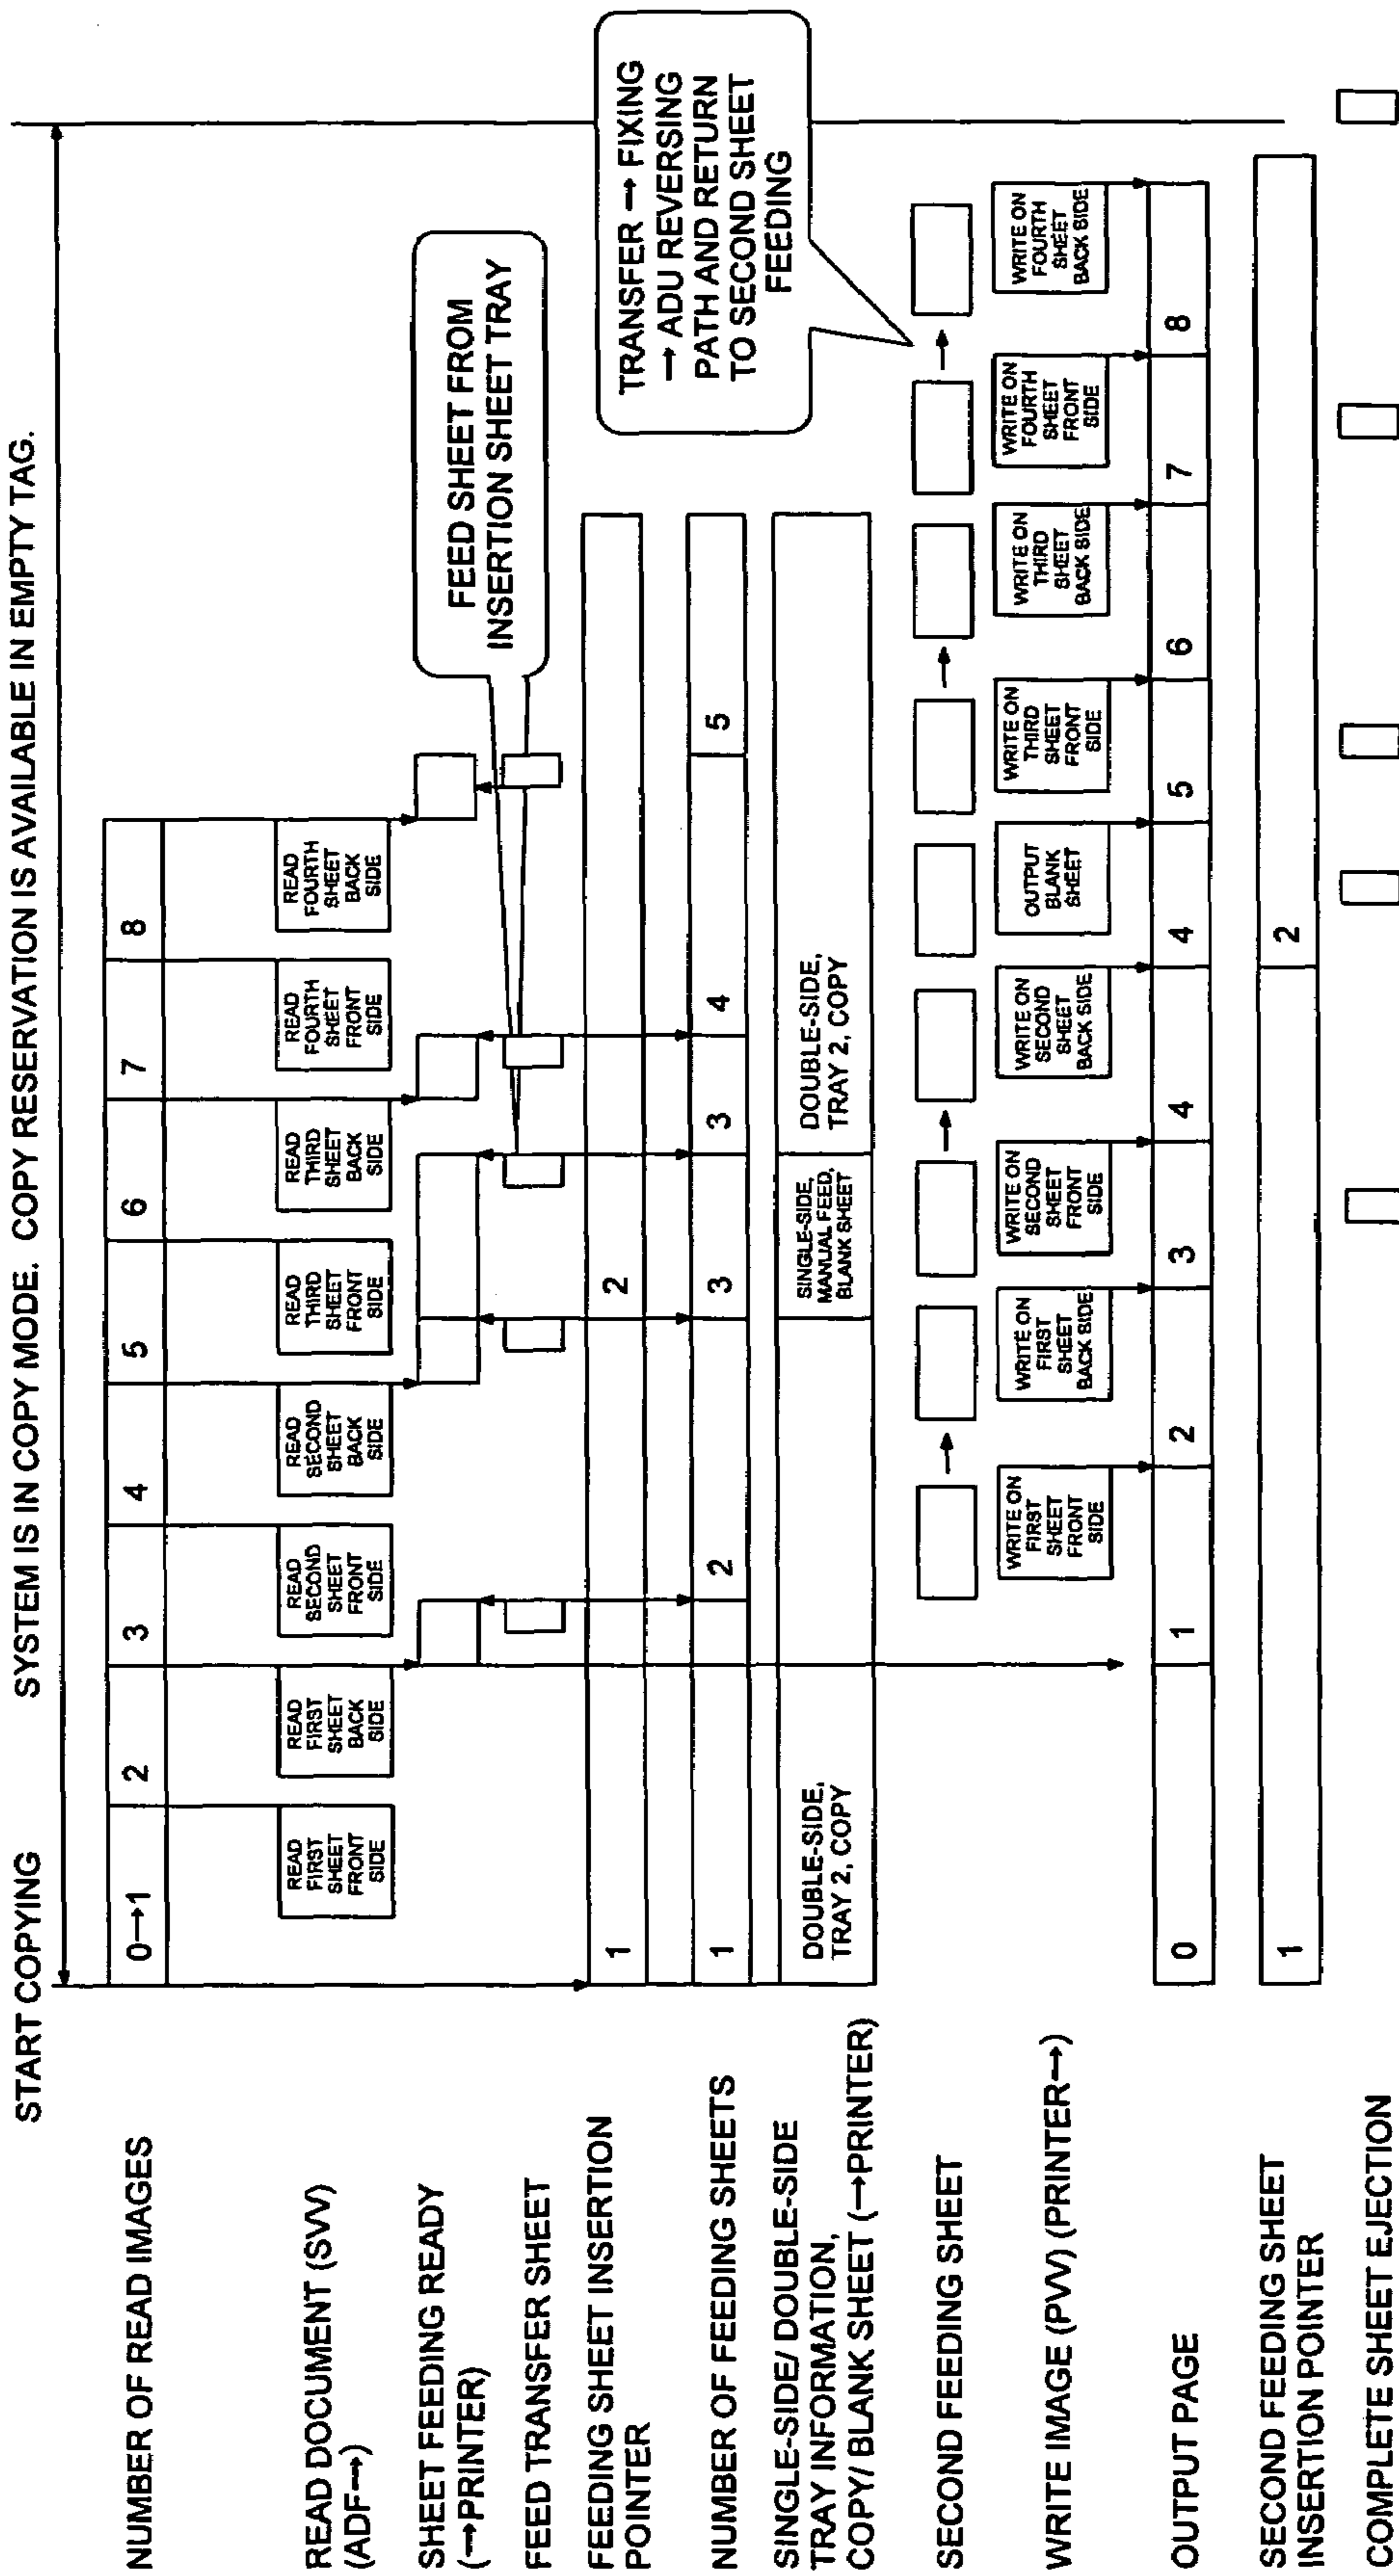 START COPYING
SYSTEM IS IN COPY MODE. COPY RESERVATION IS AVAILABLE IN EMPTY TAG.
NUMBER OF READ IMAGES
0→1
2
3
4
5
6
7
8
READ DOCUMENT (SVV)
(ADF→)
READ
FIRST
SHEET
FRONT
SIDE
READ
FIRST
SHEET
BACK
SIDE
READ
SECOND
SHEET
FRONT
SIDE
READ
SECOND
SHEET
BACK
SIDE
READ
THIRD
SHEET
FRONT
SIDE
READ
THIRD
SHEET
BACK
SIDE
READ
FOURTH
SHEET
FRONT
SIDE
READ
FOURTH
SHEET
BACK
SIDE
SHEET FEEDING READY
(→PRINTER)
FEED SHEET FROM
INSERTION SHEET TRAY
FEED TRANSFER SHEET
FEEDING SHEET INSERTION
POINTER
1
2
TRANSFER → FIXING
→ ADU REVERSING
PATH AND RETURN
TO SECOND SHEET
FEEDING
NUMBER OF FEEDING SHEETS
1
2
3
3
4
5
SINGLE-SIDE/ DOUBLE-SIDE
TRAY INFORMATION,
COPY/ BLANK SHEET (→PRINTER)
DOUBLE-SIDE,
TRAY 2, COPY
SINGLE-SIDE,
MANUAL FEED,
BLANK SHEET
DOUBLE-SIDE,
TRAY 2, COPY
SECOND FEEDING SHEET
WRITE IMAGE (PVV) (PRINTER→)
WRITE ON
FIRST
SHEET
FRONT
SIDE
WRITE ON
FIRST
SHEET
BACK SIDE
WRITE ON
SECOND
SHEET
FRONT
SIDE
WRITE ON
SECOND
SHEET
BACK SIDE
OUTPUT
BLANK
SHEET
WRITE ON
THIRD
SHEET
FRONT
SIDE
WRITE ON
THIRD
SHEET
BACK SIDE
WRITE ON
FOURTH
SHEET
FRONT
SIDE
WRITE ON
FOURTH
SHEET
BACK SIDE
OUTPUT PAGE
0
1
2
3
4
4
5
6
7
8
SECOND FEEDING SHEET
INSERTION POINTER
1
2
COMPLETE SHEET EJECTION